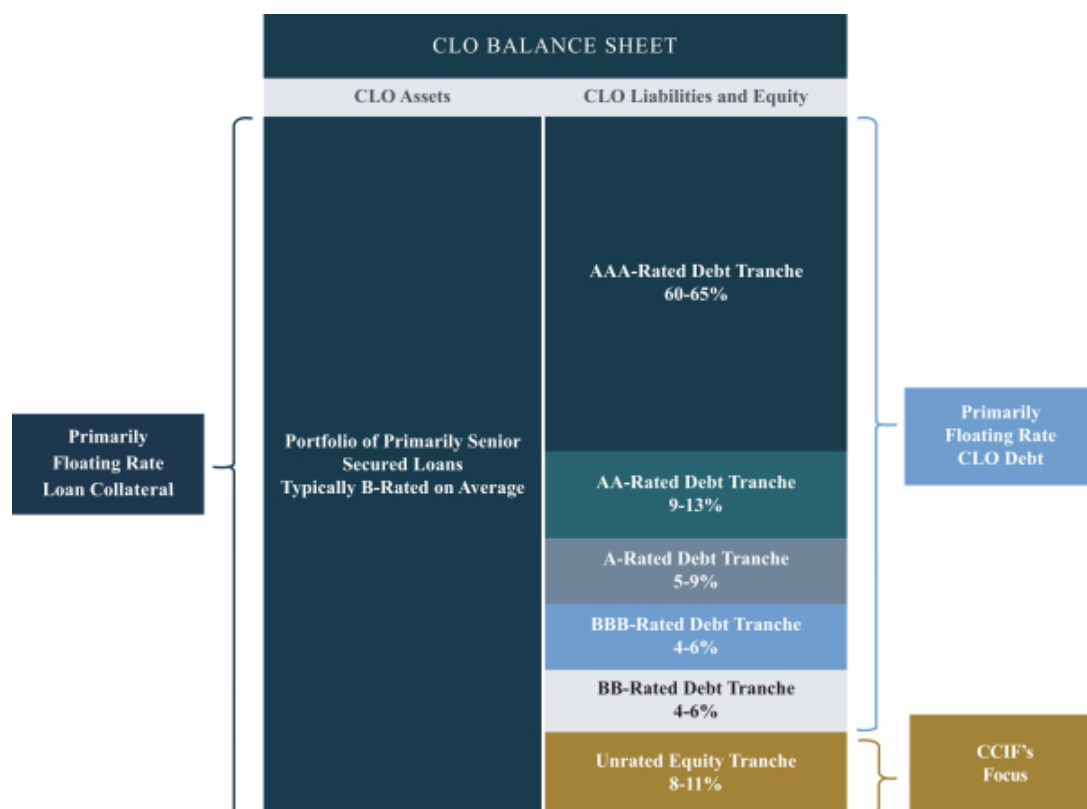 CLO BALANCE SHEET
CLO Assets
CLO Liabilities and Equity
Primarily
Floating Rate
Loan Collateral
Portfolio of Primarily Senior
Secured Loans
Typically B-Rated on Average
AAA-Rated Debt Tranche
60-65%
AA-Rated Debt Tranche
9-13%
A-Rated Debt Tranche
5-9%
BBB-Rated Debt Tranche
4-6%
BB-Rated Debt Tranche
4-6%
Unrated Equity Tranche
8-11%
Primarily
Floating Rate
CLO Debt
CCIF's
Focus